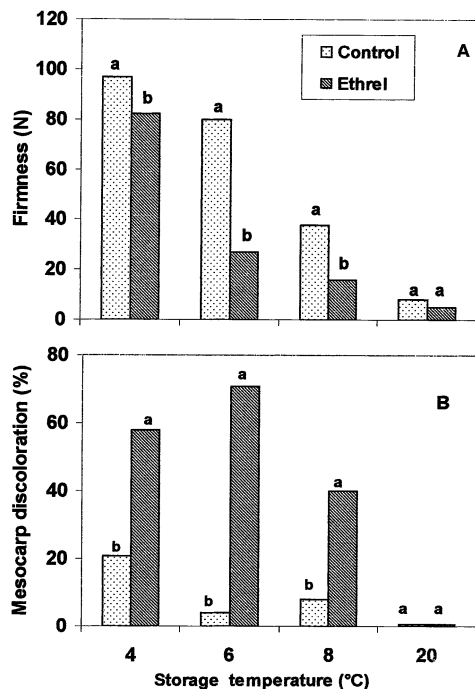 120
100
80
60
40
20
0
Firmness (N)
A
Control
Ethrel
a
b
a
b
a
b
a a
80
60
40
20
0
Mesocarp discoloration (%)
B
b
a
b
a
b
a
a a
4 6 8 20
Storage temperature (°C)